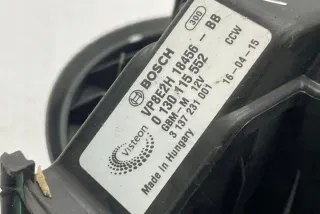 300
BOSCH
VP8E2H 18456 - BB
0 130 115 552
CCW
GBM-M 12V
3 137 231 001
16-04-15
Visteon
Made in Hungary